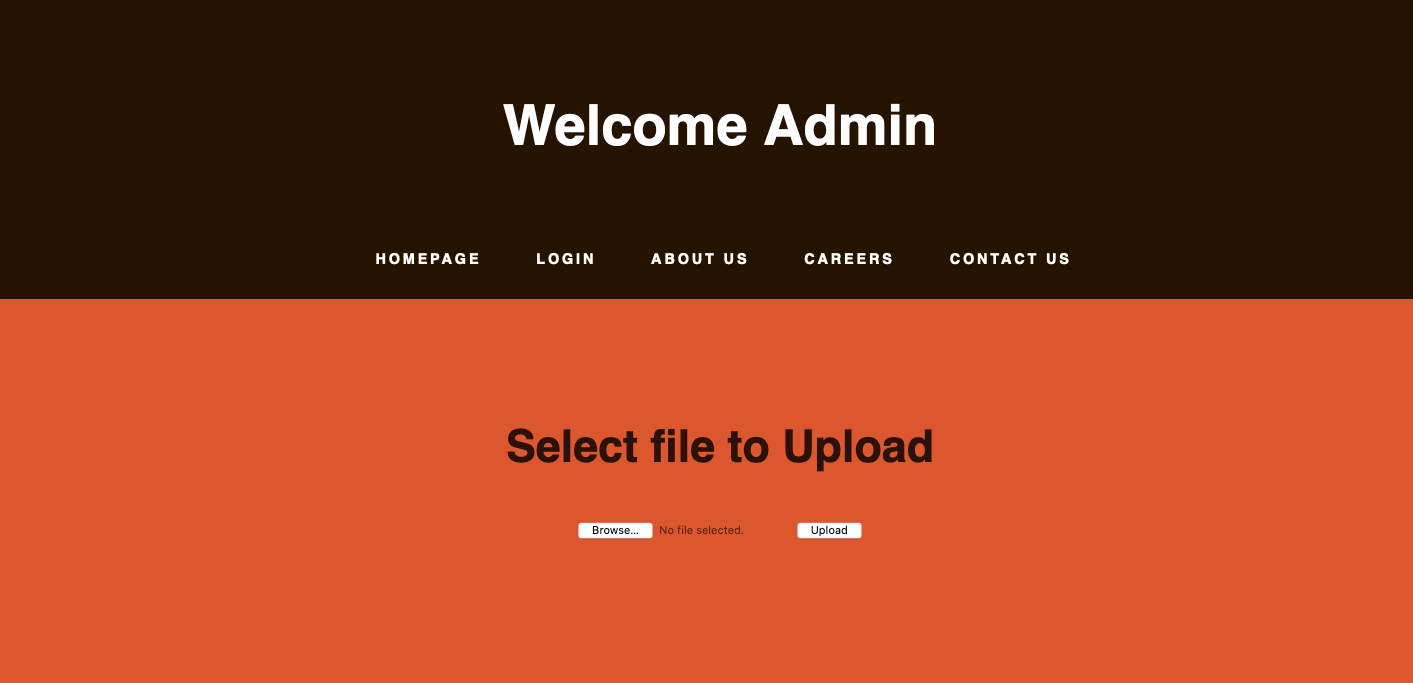 Welcome Admin
HOMEPAGE LOGIN ABOUT US CAREERS CONTACT US
Select file to Upload
Browse... No file selected. Upload